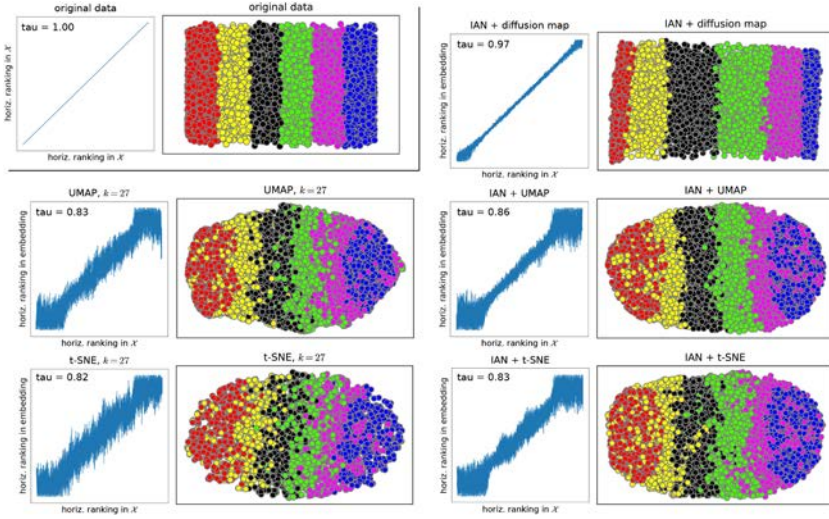 original data
original data
tau = 1.00
horiz. ranking in 𝒳
horiz. ranking in 𝒳
IAN + diffusion map
IAN + diffusion map
tau = 0.97
horiz. ranking in embedding
horiz. ranking in 𝒳
UMAP, k = 27
UMAP, k = 27
tau = 0.83
horiz. ranking in embedding
horiz. ranking in 𝒳
IAN + UMAP
IAN + UMAP
tau = 0.86
horiz. ranking in embedding
horiz. ranking in 𝒳
t-SNE, k = 27
t-SNE, k = 27
tau = 0.82
horiz. ranking in embedding
horiz. ranking in 𝒳
IAN + t-SNE
IAN + t-SNE
tau = 0.83
horiz. ranking in embedding
horiz. ranking in 𝒳